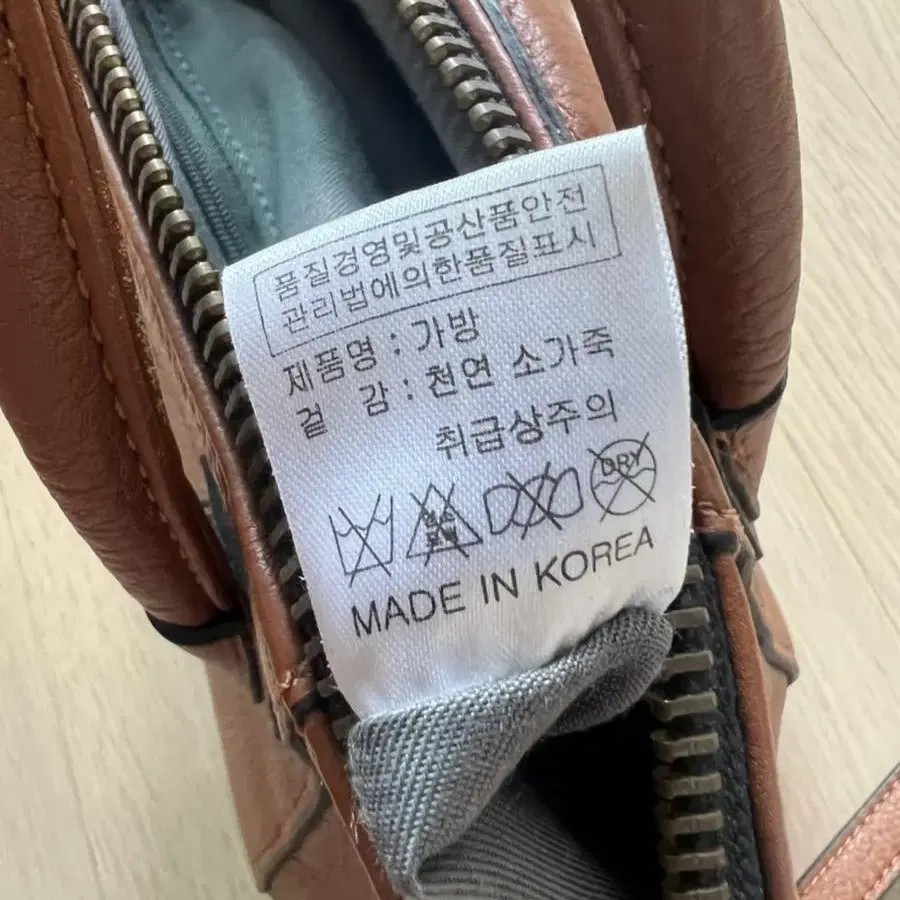 품질경영및공산품안전
관리법에의한품질표시
제품명 : 가방
겉 감 : 천연 소가죽
취급상주의
DRY
MADE IN KOREA